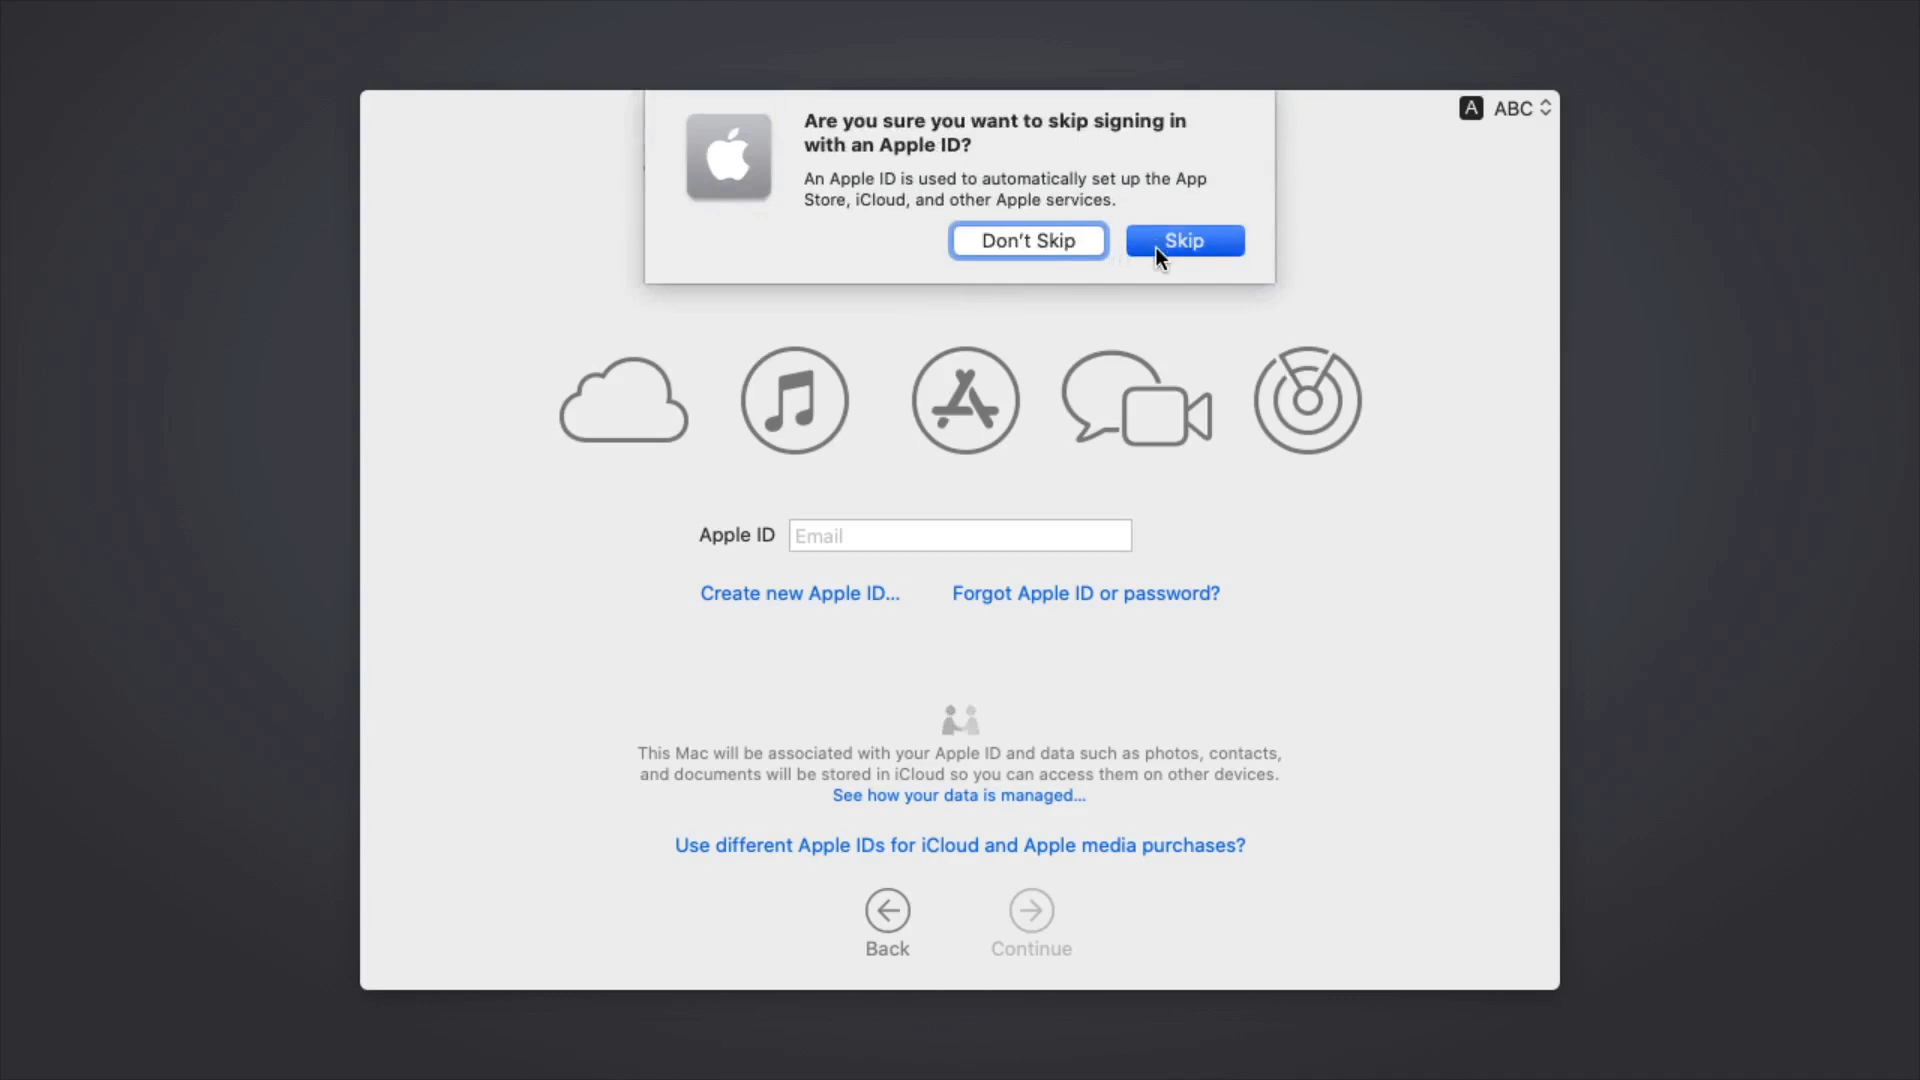 Are you sure you want to skip signing in
with an Apple ID?
An Apple ID is used to automatically set up the App
Store, iCloud, and other Apple services.
Don't Skip
Skip
A ABC
Apple ID
Email
Create new Apple ID...
Forgot Apple ID or password?
This Mac will be associated with your Apple ID and data such as photos, contacts,
and documents will be stored in iCloud so you can access them on other devices.
See how your data is managed...
Use different Apple IDs for iCloud and Apple media purchases?
Back
Continue